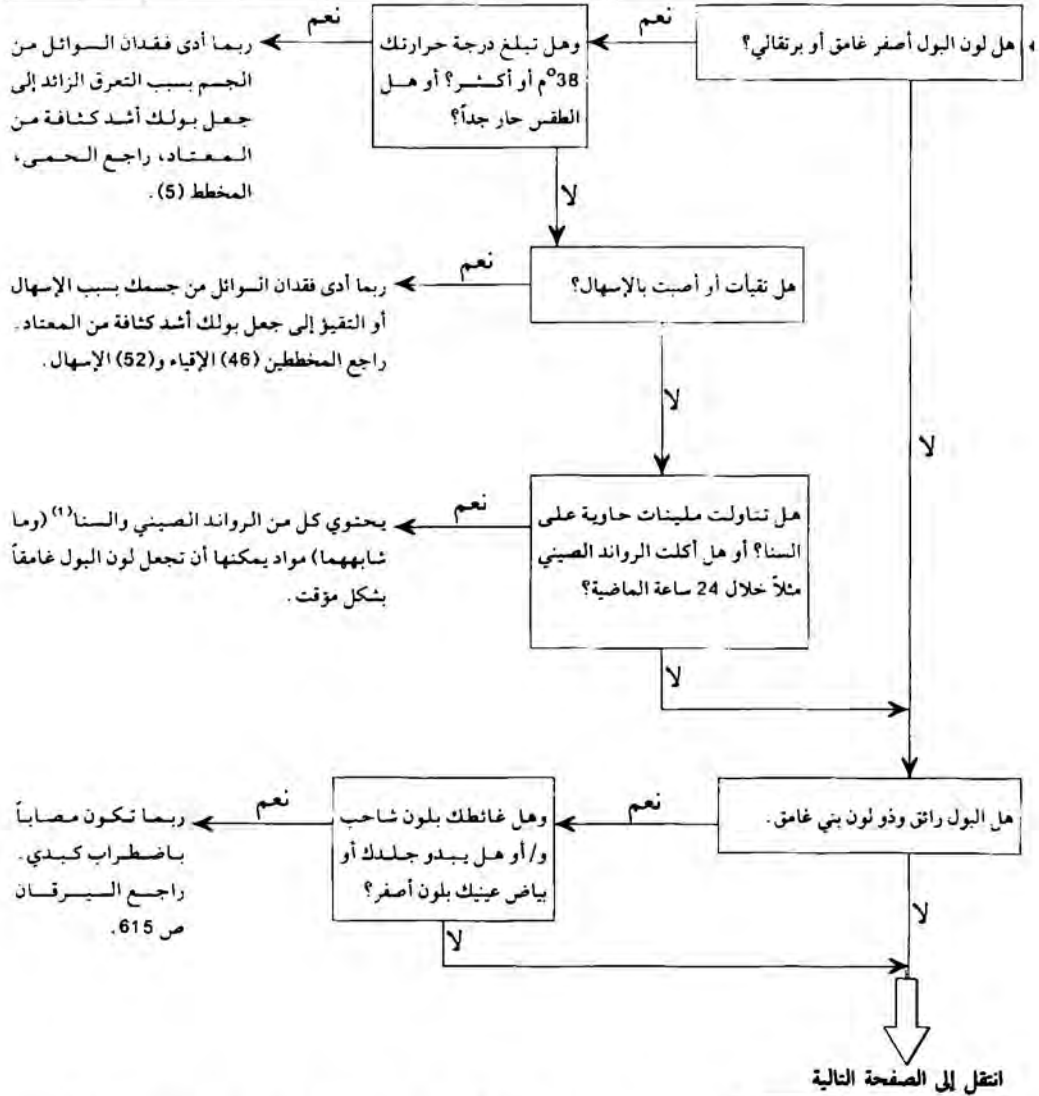 هل لون البول أصفر غامق أو برتقالي؟
نعم
وهل تبلغ درجة حرارتك
38°م أو أكثر؟ أو هل
الطقس حار جداً؟
نعم
ربما أدى فقدان السوائل من
الجسم بسبب التعرق الزائد إلى
جعل بولك أشد كثافة من
المعتاد، راجع الحمى،
المخطط (5).
لا
هل تقيأت أو أصبت بالإسهال؟
نعم
ربما أدى فقدان السوائل من جسمك بسبب الإسهال
أو التقيؤ إلى جعل بولك أشد كثافة من المعتاد.
راجع المخططين (46) الإقياء و(52) الإسهال.
لا
لا
هل تناولت ملينات حاوية على
السنا؟ أو هل أكلت الرواند الصيني
مثلاً خلال 24 ساعة الماضية؟
نعم
يحتوي كل من الرواند الصيني والسنا(1) (وما
شابههما) مواد يمكنها أن تجعل لون البول غامقاً
بشكل مؤقت.
لا
هل البول رائق وذو لون بني غامق.
نعم
وهل غائطك بلون شاحب
و/أو هل يبدو جلدك أو
بياض عينيك بلون أصفر؟
نعم
ربما تكون مصاباً
باضطراب كبدي.
راجع اليرقان
ص 615.
لا
لا
انتقل إلى الصفحة التالية